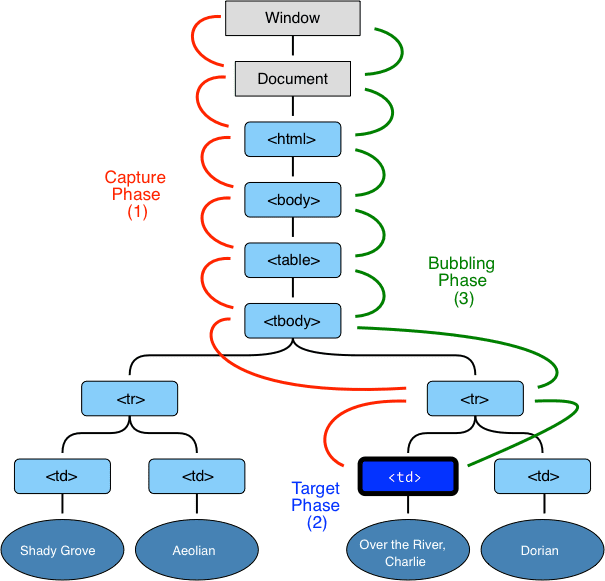 Window
Document
<html>
Capture
Phase
(1)
<body>
<table>
Bubbling
Phase
(3)
<tbody>
<tr>
<tr>
<td>
<td>
<td>
<td>
Target
Phase
(2)
Shady Grove
Aeolian
Over the River,
Charlie
Dorian